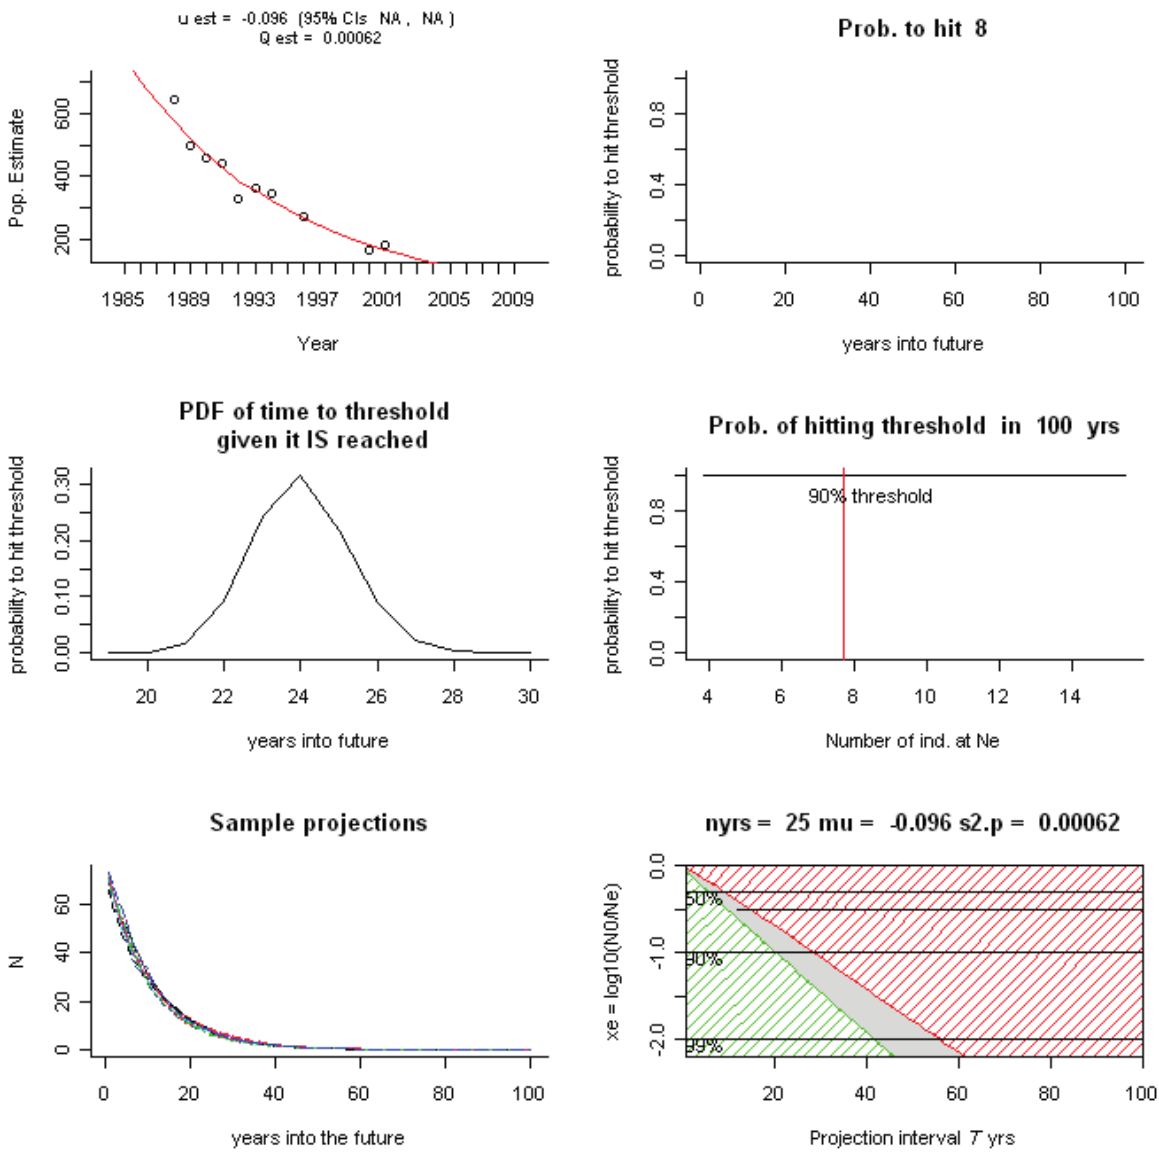 u est = -0.096 (95% CIs NA , NA )
Q est = 0.00062
Pop. Estimate
600
400
200
1985 1989 1993 1997 2001 2005 2009
Year
Prob. to hit 8
probability to hit threshold
0.8
0.4
0.0
0 20 40 60 80 100
years into future
PDF of time to threshold
given it IS reached
probability to hit threshold
0.30
0.20
0.10
0.00
20 22 24 26 28 30
years into future
Prob. of hitting threshold in 100 yrs
probability to hit threshold
0.8
0.4
0.0
90% threshold
4 6 8 10 12 14
Number of ind. at Ne
Sample projections
N
60
40
20
0
0 20 40 60 80 100
years into the future
nyrs = 25 mu = -0.096 s2.p = 0.00062
xe = log10(N0/Ne)
0.0
-1.0
-2.0
50%
90%
99%
20 40 60 80 100
Projection interval T yrs